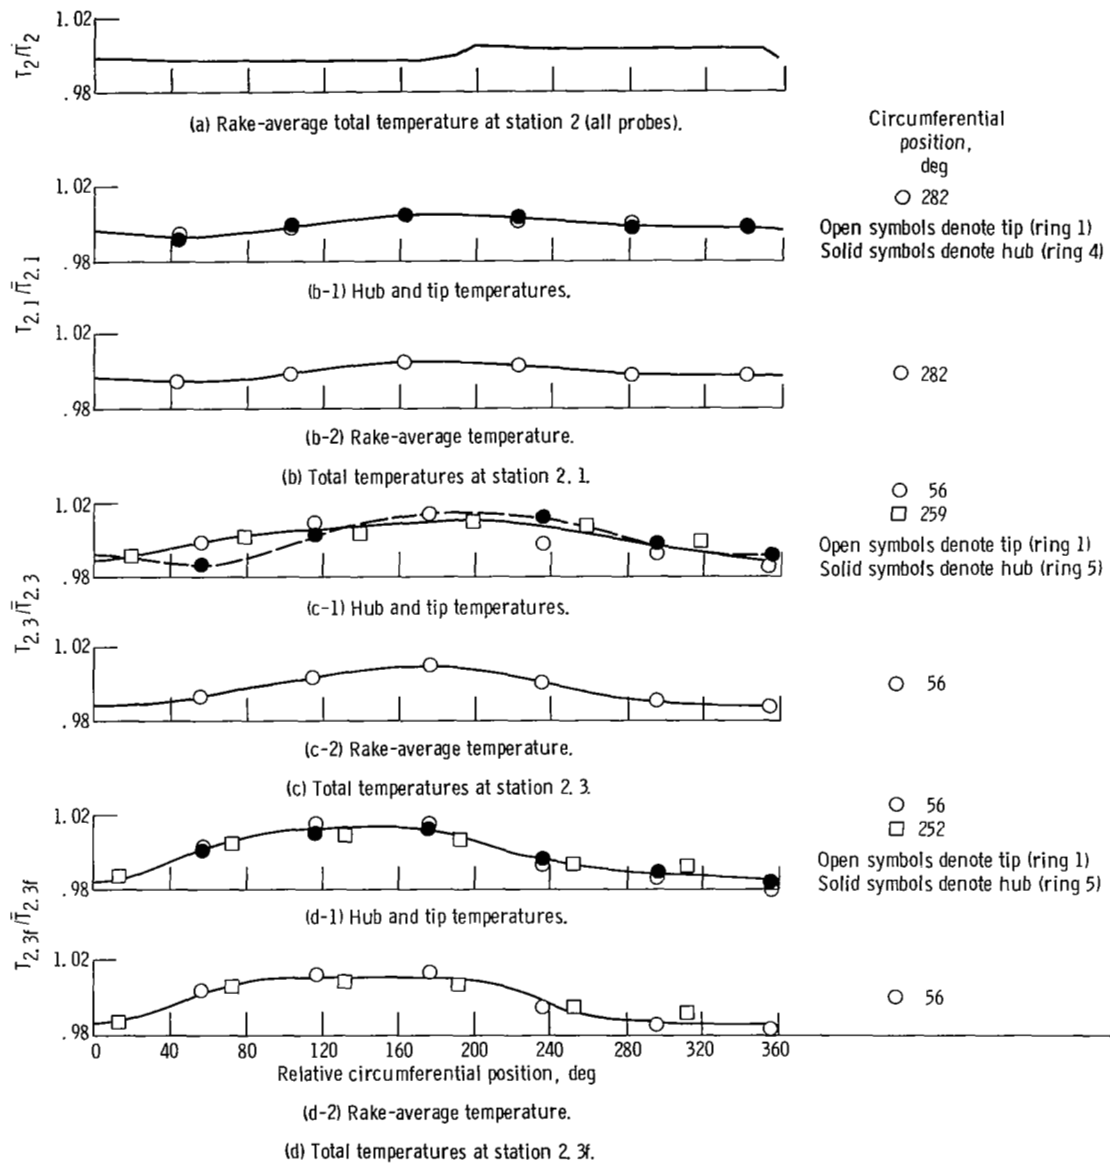 1.02
T2/T̄2
.98
(a) Rake-average total temperature at station 2 (all probes).
Circumferential
position,
deg
○ 282
Open symbols denote tip (ring 1)
Solid symbols denote hub (ring 4)
1.02
.98
T2.1/T̄2.1
(b-1) Hub and tip temperatures.
1.02
.98
○ 282
(b-2) Rake-average temperature.
(b) Total temperatures at station 2.1.
○ 56
□ 259
Open symbols denote tip (ring 1)
Solid symbols denote hub (ring 5)
1.02
.98
T2.3/T̄2.3
(c-1) Hub and tip temperatures.
1.02
.98
○ 56
(c-2) Rake-average temperature.
(c) Total temperatures at station 2.3.
○ 56
□ 252
Open symbols denote tip (ring 1)
Solid symbols denote hub (ring 5)
1.02
.98
T2.3f/T̄2.3f
(d-1) Hub and tip temperatures.
1.02
.98
○ 56
0 40 80 120 160 200 240 280 320 360
Relative circumferential position, deg
(d-2) Rake-average temperature.
(d) Total temperatures at station 2.3f.